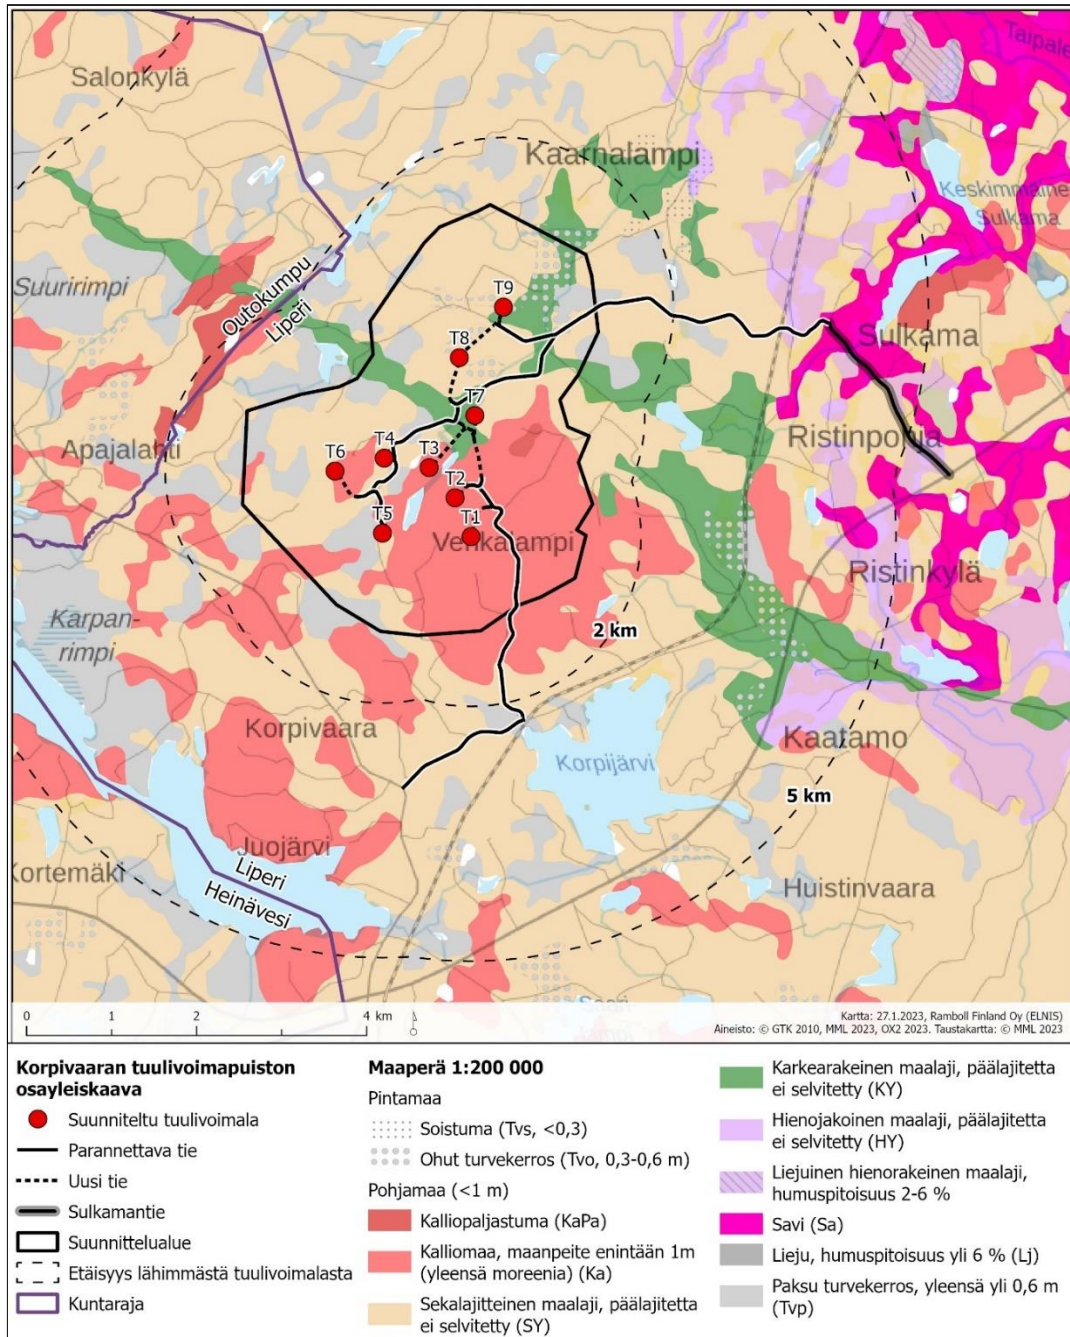 Salonkylä
Kaarnalampi
Taipale
Keskimmäinen
Sulkama
Suuririmpi
Outokumpu
Liperi
T9
T8
Sulkama
T7
Apajalahti
Ristinpohja
T6
T4
T3
T2
T5
T1
Venkalampi
Ristinkylä
Karpan-
rimpi
2 km
Korpivaara
Kaatamo
Korpijärvi
5 km
Juojärvi
Kortemäki
Liperi
Heinävesi
Huistinvaara
0 1 2 4 km
Kartta: 27.1.2023, Ramboll Finland Oy (ELNIS)
Aineisto: © GTK 2010, MML 2023, OX2 2023. Taustakartta: © MML 2023
Korpivaaran tuulivoimapuiston
osayleiskaava
Suunniteltu tuulivoimala
Parannettava tie
Uusi tie
Sulkamantie
Suunnittelualue
Etäisyys lähimmästä tuulivoimalasta
Kuntaraja
Maaperä 1:200 000
Pintamaa
Soistuma (Tvs, <0,3)
Ohut turvekerros (Tvo, 0,3-0,6 m)
Pohjamaa (<1 m)
Kalliopaljastuma (KaPa)
Kalliomaa, maanpeite enintään 1m
(yleensä moreenia) (Ka)
Sekalajitteinen maalaji, päälajitetta
ei selvitetty (SY)
Karkearakeinen maalaji, päälajitetta
ei selvitetty (KY)
Hienojakoinen maalaji, päälajitetta
ei selvitetty (HY)
Liejuinen hienorakeinen maalaji,
humuspitoisuus 2-6 %
Savi (Sa)
Lieju, humuspitoisuus yli 6 % (Lj)
Paksu turvekerros, yleensä yli 0,6 m
(Tvp)